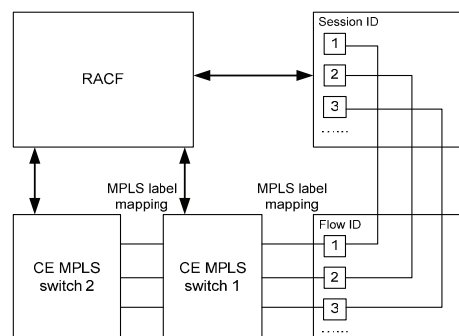 Session ID
1
RACF
2
3
......
MPLS label
mapping
MPLS label
mapping
Flow ID
1
CE MPLS
switch 2
CE MPLS
switch 1
2
3
......